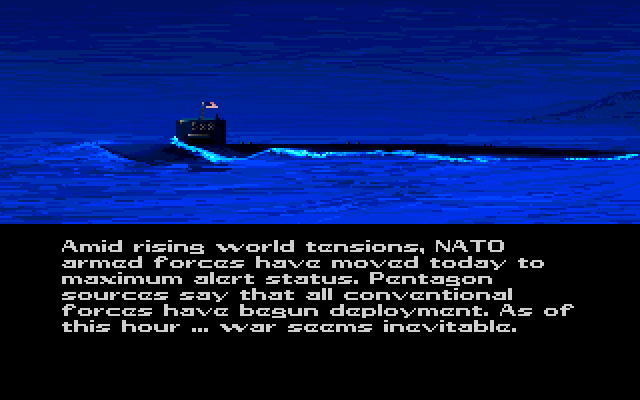 Amid rising world tensions, NATO
armed forces have moved today to
maximum alert status. Pentagon
sources say that all conventional
forces have begun deployment. As of
this hour ... war seems inevitable.